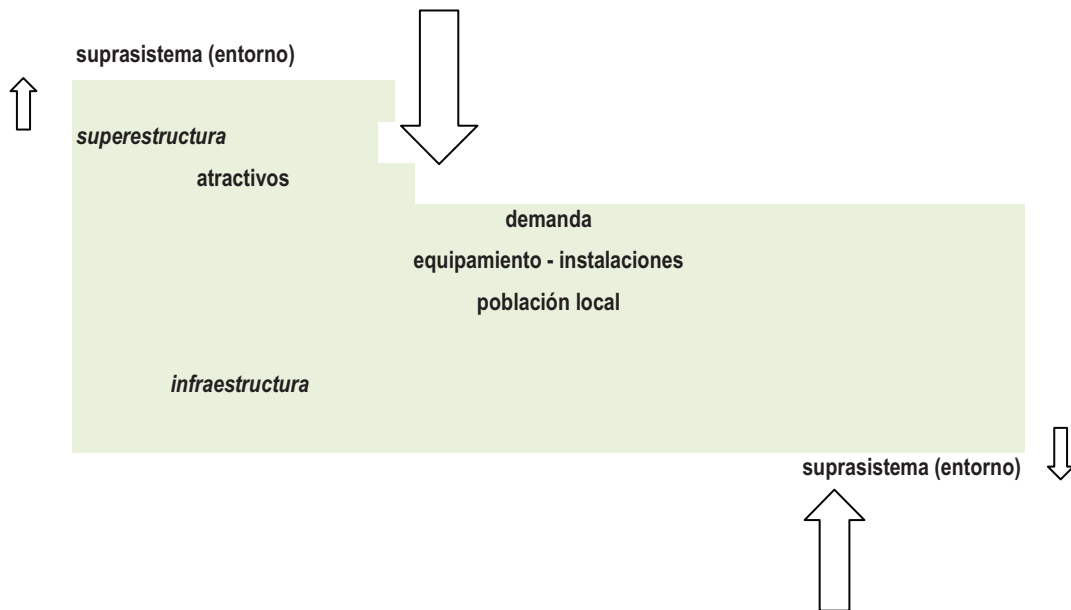 suprasistema (entorno)
superestructura
atractivos
demanda
equipamiento - instalaciones
población local
infraestructura
suprasistema (entorno)